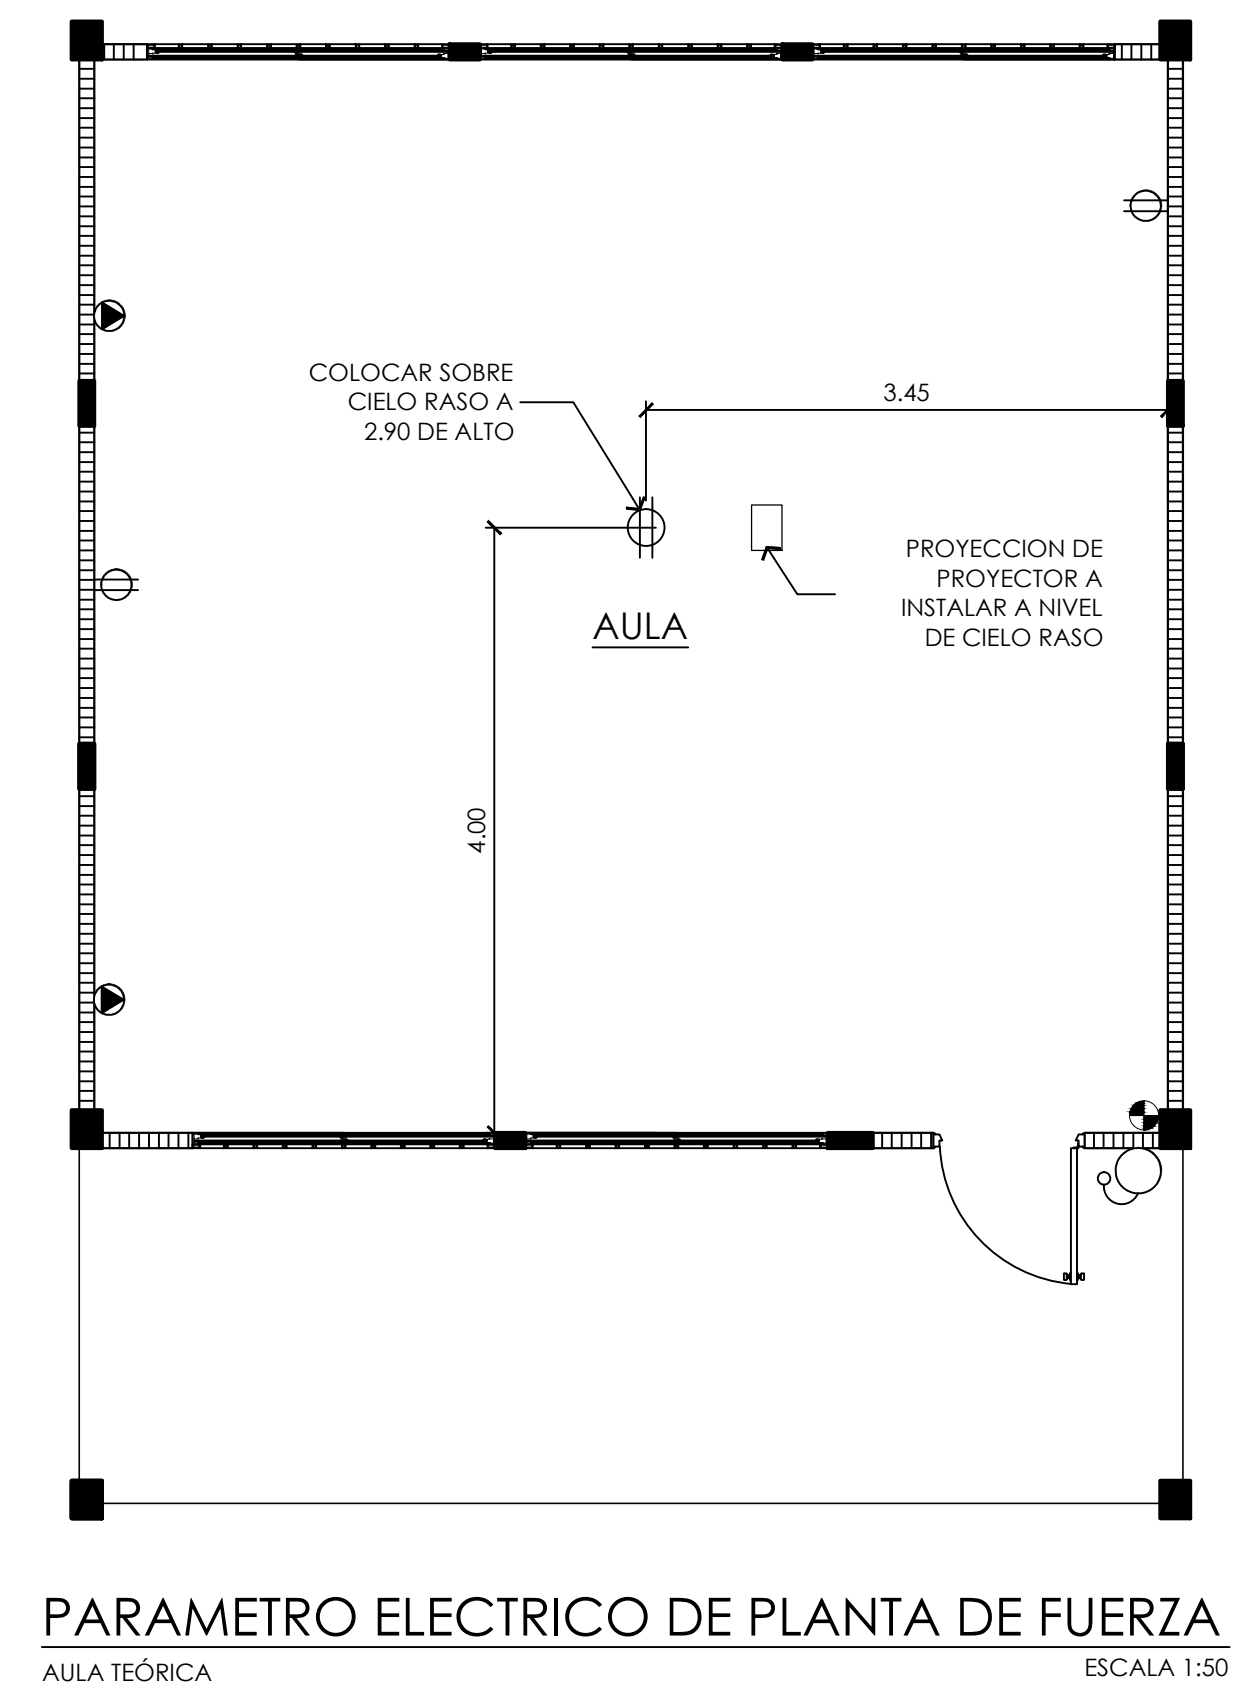 COLOCAR SOBRE
CIELO RASO A
2.90 DE ALTO
3.45
PROYECCION DE
PROYECTOR A
INSTALAR A NIVEL
DE CIELO RASO
AULA
4.00
PARAMETRO ELECTRICO DE PLANTA DE FUERZA
AULA TEÓRICA
ESCALA 1:50